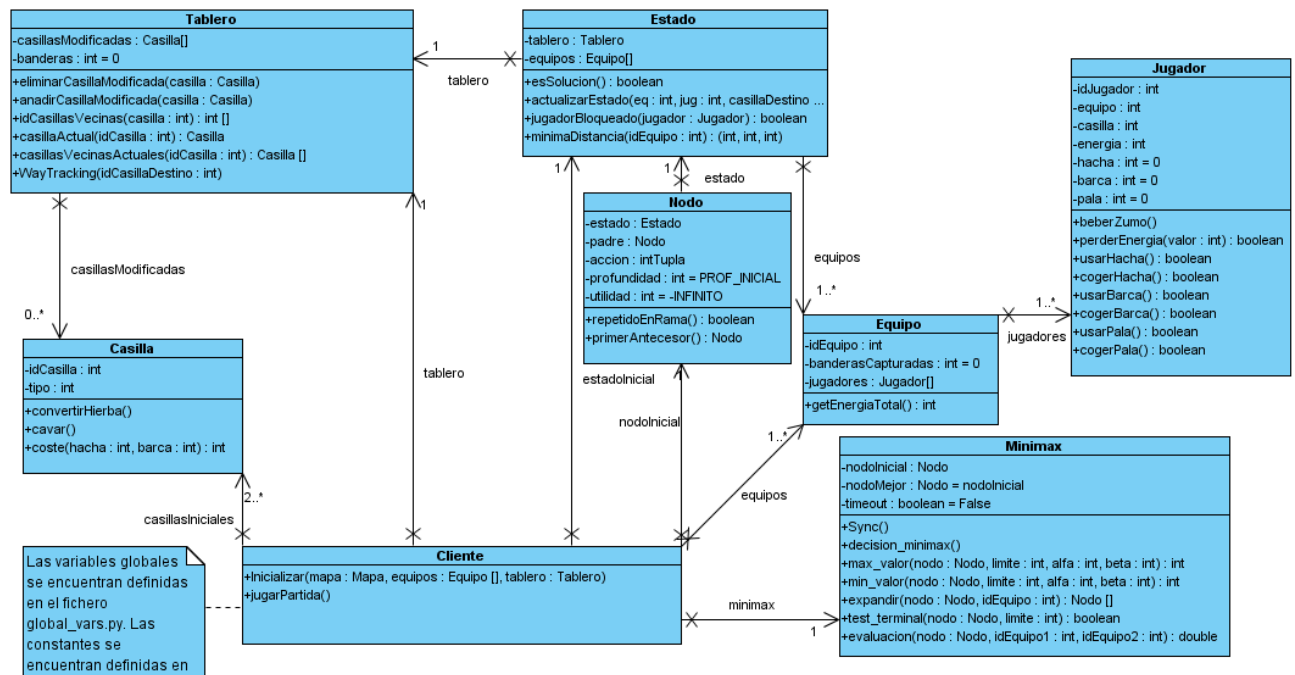 Tablero
-casillasModificadas : Casilla[]
-banderas : int = 0
+eliminarCasillaModificada(casilla : Casilla)
+anadirCasillaModificada(casilla : Casilla)
+idCasillasVecinas(casilla : int) : int []
+casillaActual(idCasilla : int) : Casilla
+casillasVecinasActuales(idCasilla : int) : Casilla []
+WayTracking(idCasillaDestino : int)
1
tablero
Estado
-tablero : Tablero
-equipos : Equipo[]
+esSolucion() : boolean
+actualizarEstado(eq : int, jug : int, casillaDestino ...
+jugadorBloqueado(jugador : Jugador) : boolean
+minimaDistancia(idEquipo : int) : (int, int, int)
Jugador
-idJugador : int
-equipo : int
-casilla : int
-energia : int
-hacha : int = 0
-barca : int = 0
-pala : int = 0
+beberZumo()
+perderEnergia(valor : int) : boolean
+usarHacha() : boolean
+cogerHacha() : boolean
+usarBarca() : boolean
+cogerBarca() : boolean
+usarPala() : boolean
+cogerPala() : boolean
1
1
estado
Nodo
-estado : Estado
-padre : Nodo
-accion : intTupla
-profundidad : int = PROF_INICIAL
-utilidad : int = -INFINITO
+repetidoEnRama() : boolean
+primerAntecesor() : Nodo
1
casillasModificadas
0..*
equipos
1..*
Equipo
-idEquipo : int
-banderasCapturadas : int = 0
-jugadores : Jugador[]
+getEnergiaTotal() : int
1..*
jugadores
Casilla
-idCasilla : int
-tipo : int
+convertirHierba()
+cavar()
+coste(hacha : int, barca : int) : int
tablero
estadoInicial
1
nodoInicial
1..*
equipos
1
Minimax
-nodoInicial : Nodo
-nodoMejor : Nodo = nodoInicial
-timeout : boolean = False
+Sync()
+decision_minimax()
+max_valor(nodo : Nodo, limite : int, alfa : int, beta : int) : int
+min_valor(nodo : Nodo, limite : int, alfa : int, beta : int) : int
+expandir(nodo : Nodo, idEquipo : int) : Nodo []
+test_terminal(nodo : Nodo, limite : int) : boolean
+evaluacion(nodo : Nodo, idEquipo1 : int, idEquipo2 : int) : double
2..*
casillasIniciales
Cliente
+Inicializar(mapa : Mapa, equipos : Equipo [], tablero : Tablero)
+jugarPartida()
minimax
1
Las variables globales
se encuentran definidas
en el fichero
global_vars.py. Las
constantes se
encuentran definidas en